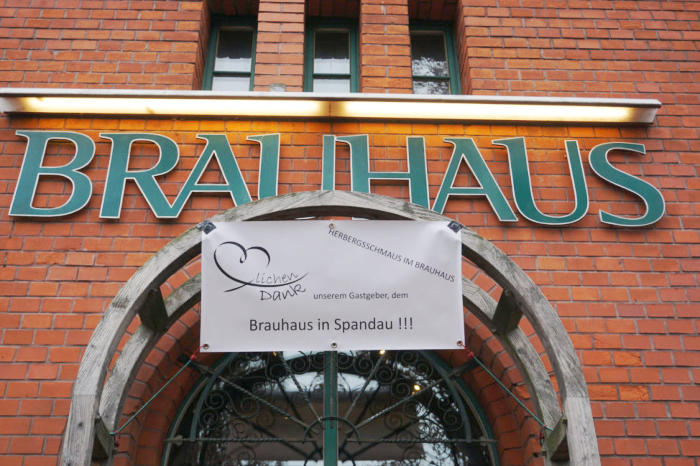 BRAUHAUS
HERBERGSSCHMAUS IM BRAUHAUS
lichen
Dank
unserem Gastgeber, dem
Brauhaus in Spandau !!!